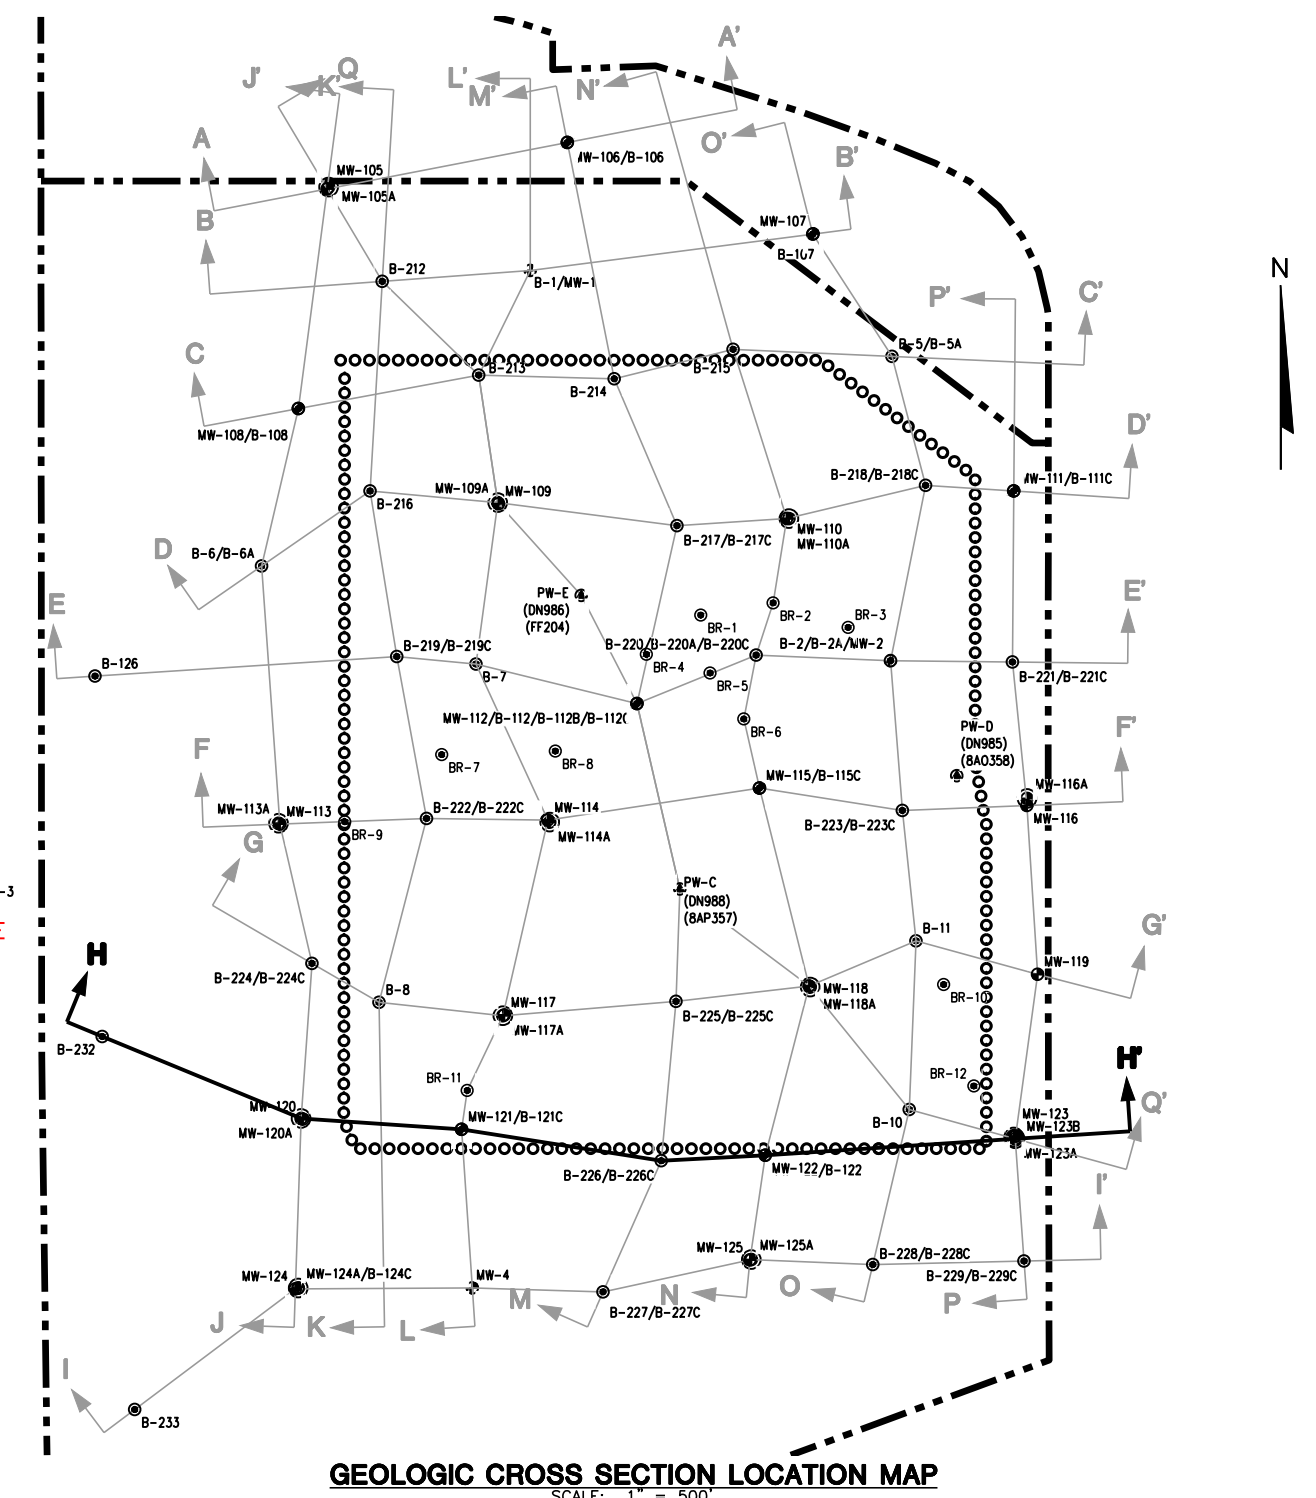 A'
J'
K'
Q
L'
M'
N'
O'
A
MW-106/B-106
B'
MW-105
MW-105A
B
MW-107
B-107
B-212
B-1/MW-1
N
P'
C'
C
B-5/B-5A
B-213
B-215
B-214
MW-108/B-108
D'
B-218/B-218C
MW-111/B-111C
MW-109A
MW-109
B-216
B-217/B-217C
MW-110
MW-110A
D
B-6/B-6A
E
PW-E
(DN986)
(FF204)
BR-1
BR-2
BR-3
E'
B-126
B-219/B-219C
B-7
B-220/B-220A/B-220C
B-2/B-2A/MW-2
BR-4
BR-5
B-221/B-221C
MW-112/B-112/B-112B/B-112C
BR-6
PW-D
(DN985)
(8A0358)
F'
F
BR-7
BR-8
MW-115/B-115C
MW-116A
MW-116
MW-113A
MW-113
BR-9
B-222/B-222C
MW-114
MW-114A
B-223/B-223C
G
PW-C
(DN988)
(8AP357)
-3
H
B-11
G'
B-224/B-224C
B-8
MW-119
MW-118
MW-118A
BR-10
MW-117
MW-117A
B-225/B-225C
B-232
H'
BR-11
BR-12
MW-120
MW-120A
MW-121/B-121C
B-10
MW-123
MW-123B
MW-123A
Q'
B-226/B-226C
MW-122/B-122
I'
MW-124
MW-124A/B-124C
MW-4
MW-125
MW-125A
B-228/B-228C
B-229/B-229C
J
K
L
M
B-227/B-227C
N
O
P
I
B-233
GEOLOGIC CROSS SECTION LOCATION MAP
SCALE: 1" = 500'